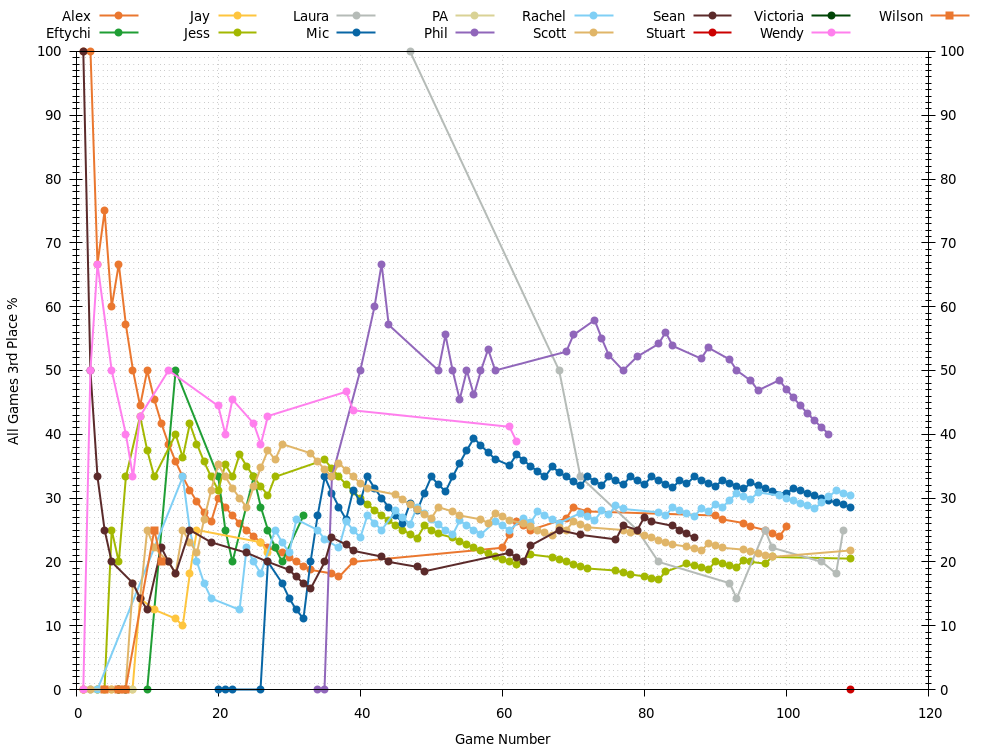 Alex Jay Laura PA Rachel Sean Victoria Wilson
Eftychi Jess Mic Phil Scott Stuart Wendy
100 100
90 90
80 80
70 70
60 60
50 50
40 40
30 30
20 20
10 10
0 0
0 20 40 60 80 100 120
All Games 3rd Place %
Game Number